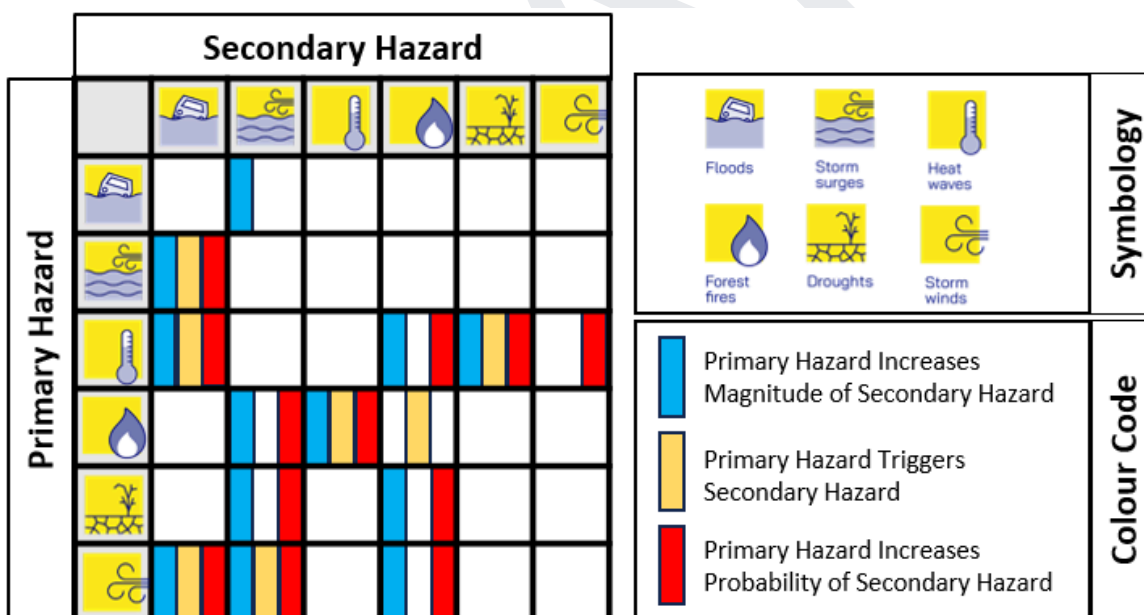 Secondary Hazard
Primary Hazard
Floods
Storm
surges
Heat
waves
Forest
fires
Droughts
Storm
winds
Symbology
Primary Hazard Increases
Magnitude of Secondary Hazard
Primary Hazard Triggers
Secondary Hazard
Primary Hazard Increases
Probability of Secondary Hazard
Colour Code